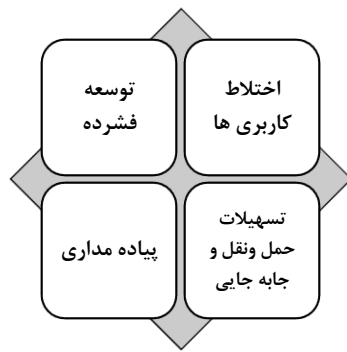 اختلاط
کاربری ها
توسعه
فشرده
تسهیلات
حمل ونقل و
جابه جایی
پیاده مداری